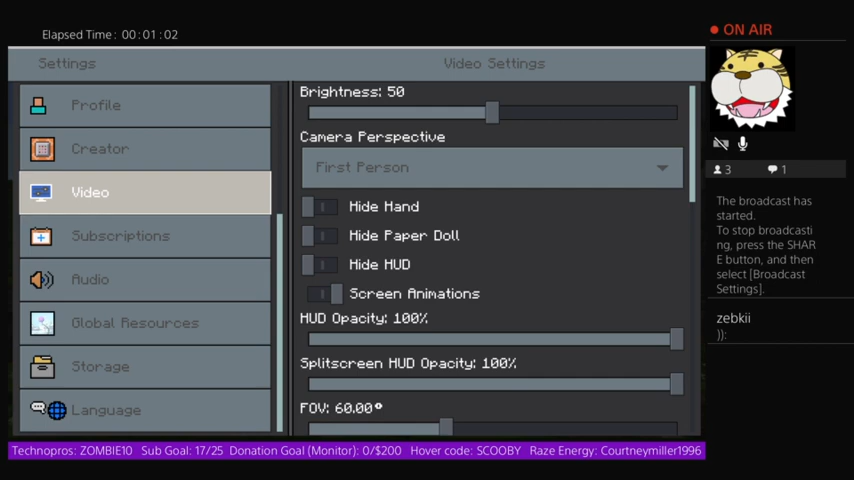 Elapsed Time : 00:01:02
ON AIR
Settings
Video Settings
Profile
Creator
Video
Subscriptions
Audio
Global Resources
Storage
Language
Brightness: 50
Camera Perspective
First Person
Hide Hand
Hide Paper Doll
Hide HUD
Screen Animations
HUD Opacity: 100%
Splitscreen HUD Opacity: 100%
FOV: 60.00°
3
1
The broadcast has
started.
To stop broadcasti
ng, press the SHAR
E button, and then
select [Broadcast
Settings].
zebkii
)):
Technopros: ZOMBIE10 Sub Goal: 17/25 Donation Goal (Monitor): 0/$200 Hover code: SCOOBY Raze Energy: Courtneymiller1996